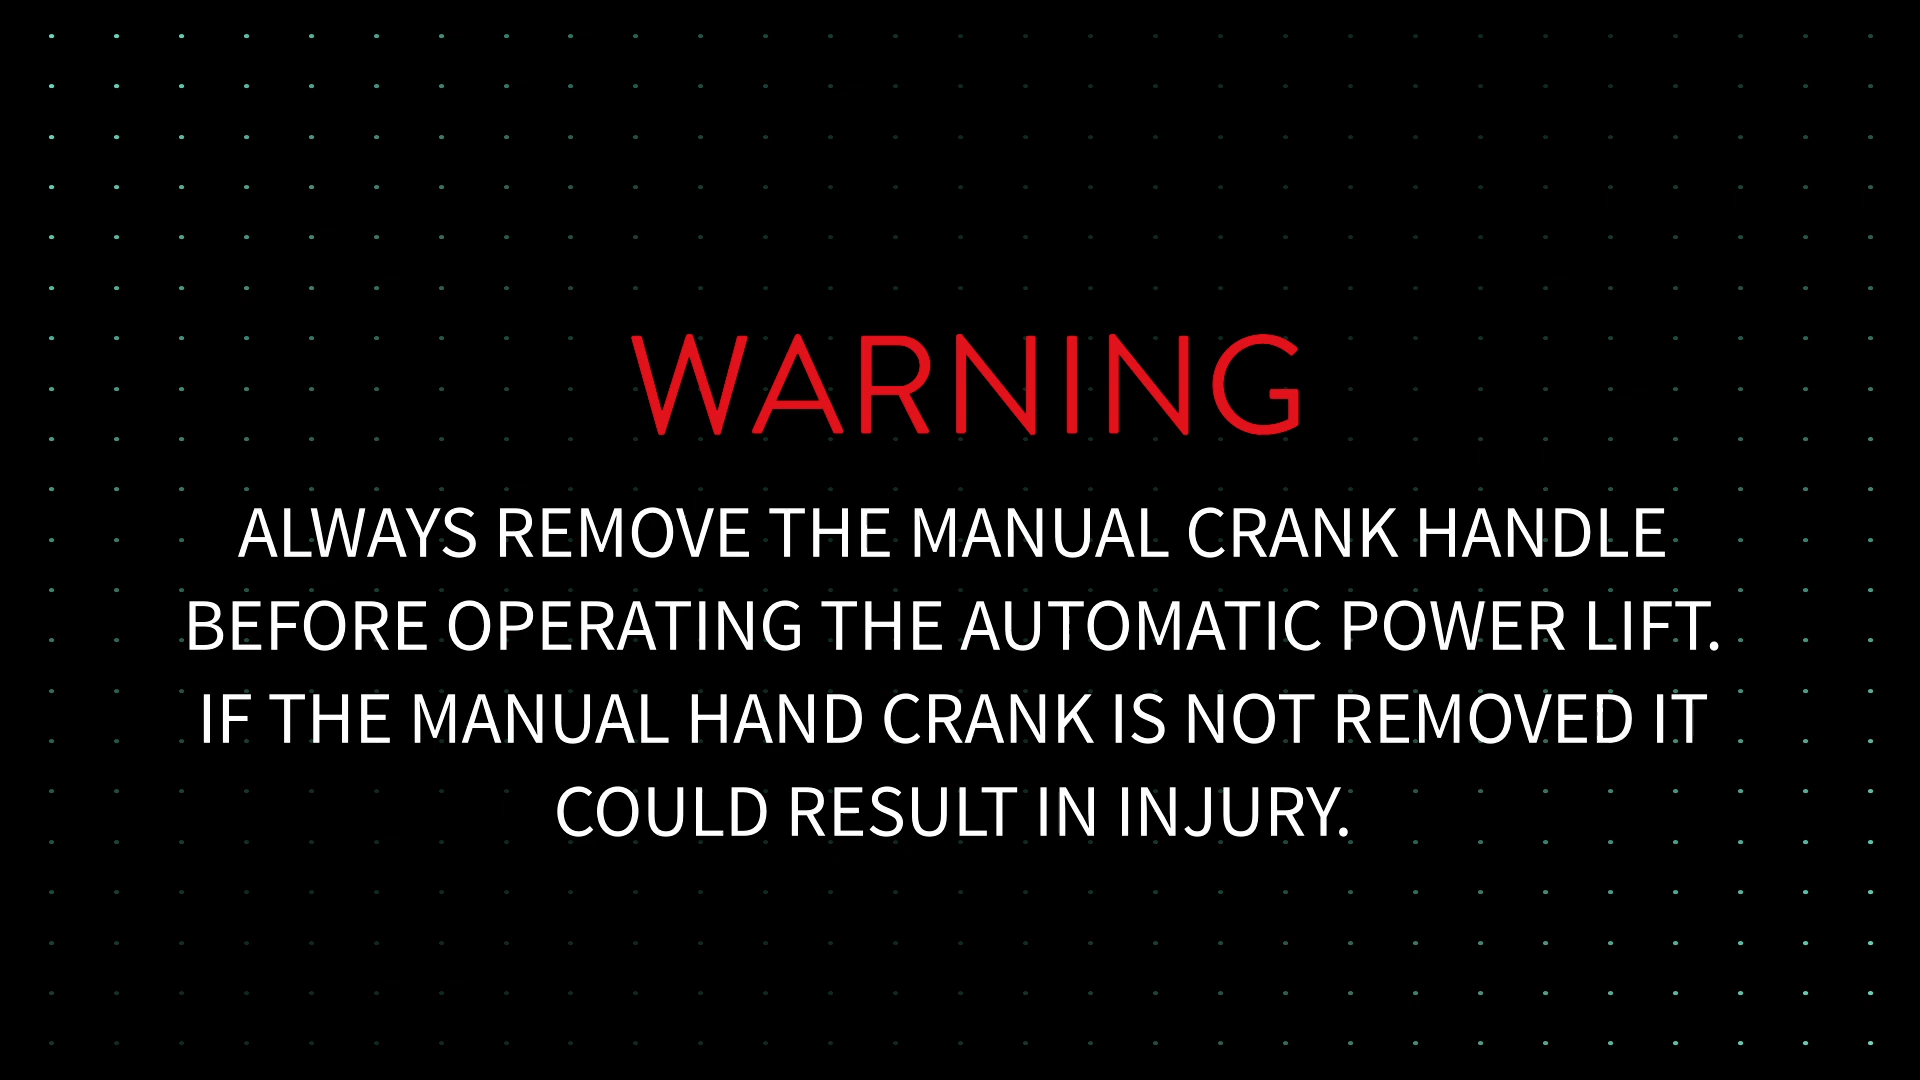 WARNING
ALWAYS REMOVE THE MANUAL CRANK HANDLE
BEFORE OPERATING THE AUTOMATIC POWER LIFT.
IF THE MANUAL HAND CRANK IS NOT REMOVED IT
COULD RESULT IN INJURY.